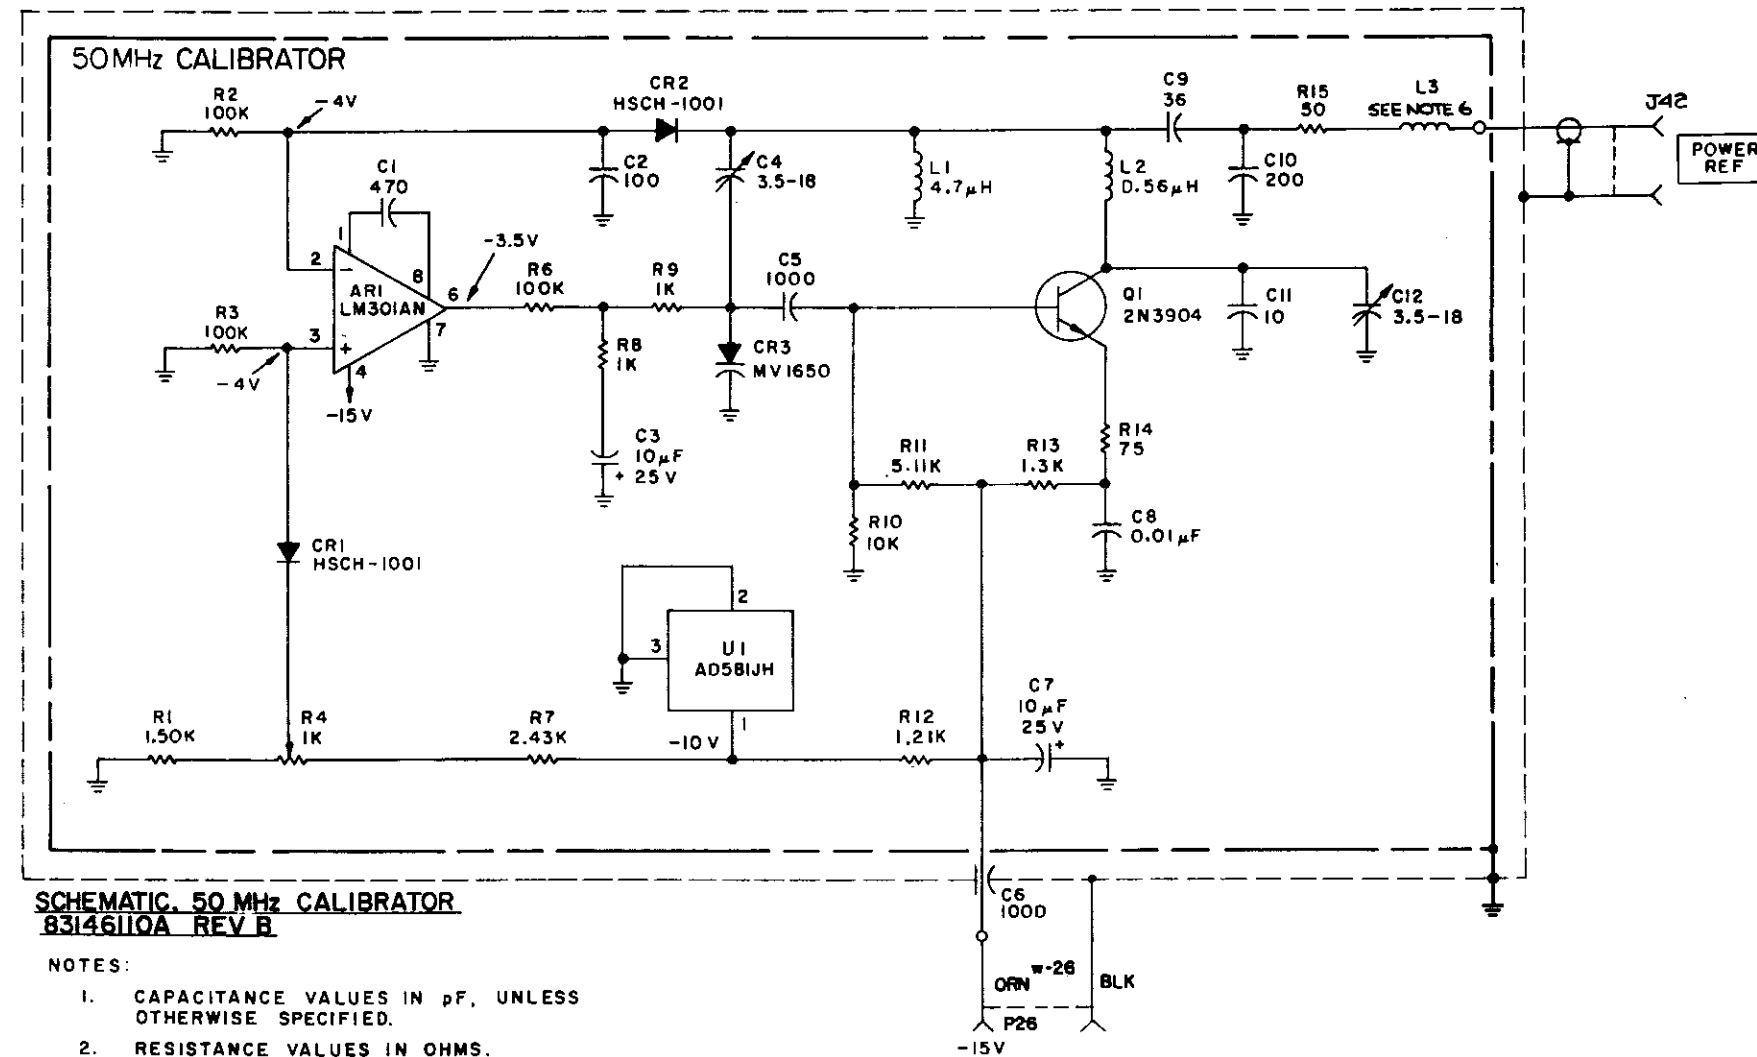 50MHz CALIBRATOR
R2
100K
-4V
CR2
HSCH-1001
C9
36
R15
50
L3
SEE NOTE 6
J42
POWER
REF
C1
470
C2
100
C4
3.5-18
L1
4.7µH
L2
0.56µH
C10
200
1
2
-
8
AR1
LM301AN
6
7
3
+
4
-15V
-3.5V
R6
100K
R9
1K
C5
1000
Q1
2N3904
C11
10
C12
3.5-18
R3
100K
-4V
R8
1K
CR3
MV1650
C3
10µF
+ 25V
R11
5.11K
R13
1.3K
R14
75
R10
10K
C8
0.01µF
CR1
HSCH-1001
2
3
U1
AD581JH
1
R1
1.50K
R4
1K
R7
2.43K
-10V
R12
1.21K
C7
10µF
25V
+
C6
1000
SCHEMATIC, 50 MHz CALIBRATOR
83146110A REV B
NOTES:
1. CAPACITANCE VALUES IN pF, UNLESS
OTHERWISE SPECIFIED.
2. RESISTANCE VALUES IN OHMS.
ORN
W-26
BLK
P26
-15V